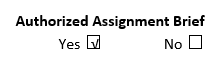 Authorized Assignment Brief
Yes ☑ No ☐